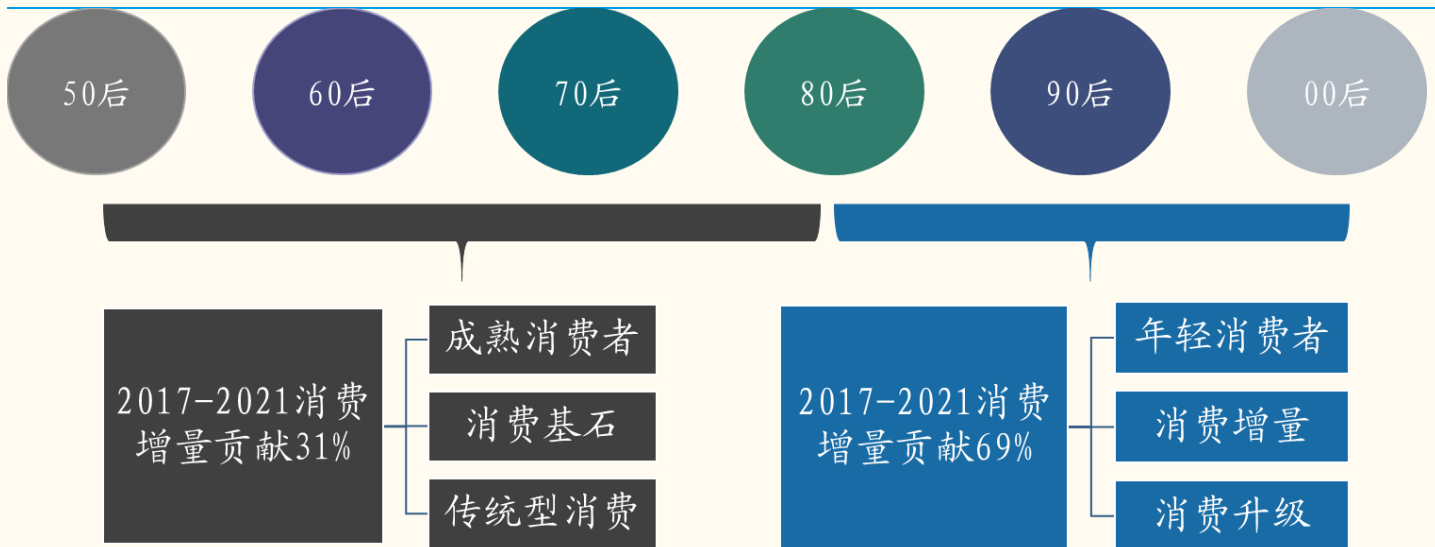 50后
60后
70后
80后
90后
00后
2017-2021消费
增量贡献31%
成熟消费者
消费基石
传统型消费
2017-2021消费
增量贡献69%
年轻消费者
消费增量
消费升级